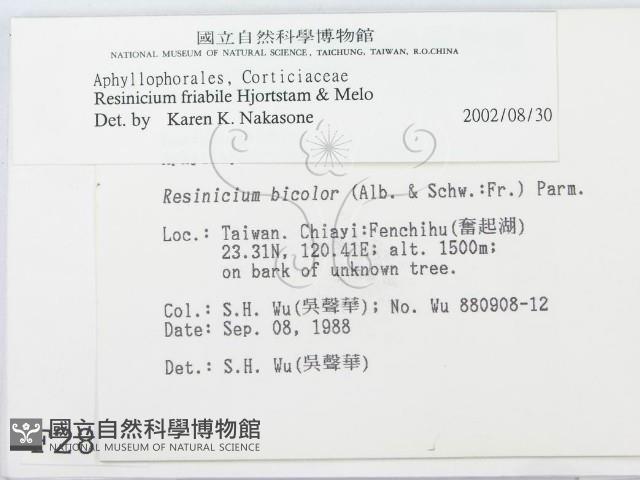 國立自然科學博物館
NATIONAL MUSEUM OF NATURAL SCIENCE, TAICHUNG, TAIWAN, R.O.CHINA
Aphyllophorales, Corticiaceae
Resinicium friabile Hjortstam & Melo
Det. by Karen K. Nakasone 2002/08/30
Resinicium bicolor (Alb. & Schw.:Fr.) Parm.
Loc.: Taiwan. Chiayi:Fenchihu(奮起湖)
23.31N, 120.41E; alt. 1500m;
on bark of unknown tree.
Col.: S.H. Wu(吳聲華); No. Wu 880908-12
Date: Sep. 08, 1988
Det.: S.H. Wu(吳聲華)
國立自然科學博物館
NATIONAL MUSEUM OF NATURAL SCIENCE